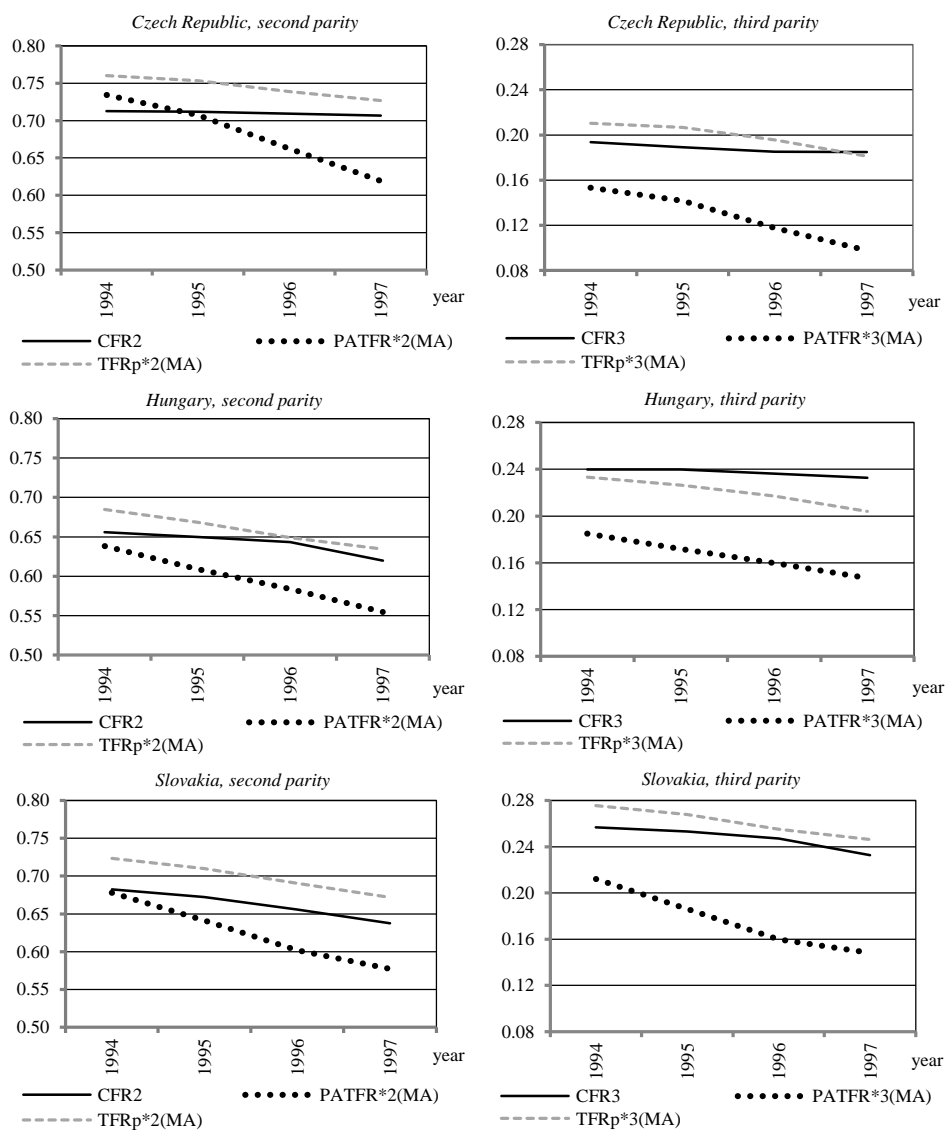 Czech Republic, second parity
0.80
0.75
0.70
0.65
0.60
0.55
0.50
1994
1995
1996
1997
year
CFR2
PATFR*2(MA)
TFRp*2(MA)
Czech Republic, third parity
0.28
0.24
0.20
0.16
0.12
0.08
1994
1995
1996
1997
year
CFR3
PATFR*3(MA)
TFRp*3(MA)
Hungary, second parity
0.80
0.75
0.70
0.65
0.60
0.55
0.50
1994
1995
1996
1997
year
CFR2
PATFR*2(MA)
TFRp*2(MA)
Hungary, third parity
0.28
0.24
0.20
0.16
0.12
0.08
1994
1995
1996
1997
year
CFR3
PATFR*3(MA)
TFRp*3(MA)
Slovakia, second parity
0.80
0.75
0.70
0.65
0.60
0.55
0.50
1994
1995
1996
1997
year
CFR2
PATFR*2(MA)
TFRp*2(MA)
Slovakia, third parity
0.28
0.24
0.20
0.16
0.12
0.08
1994
1995
1996
1997
year
CFR3
PATFR*3(MA)
TFRp*3(MA)